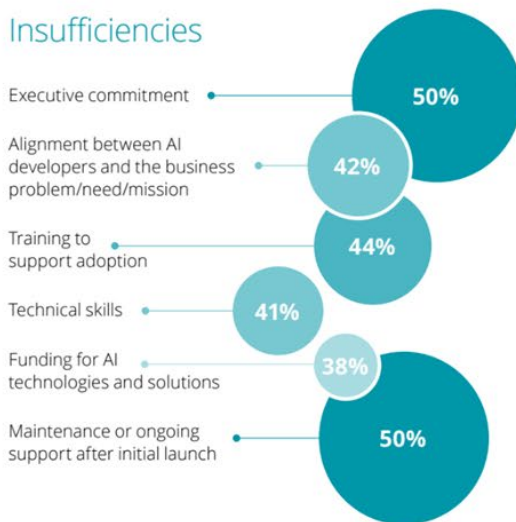 Insufficiencies
Executive commitment
50%
Alignment between AI
developers and the business
problem/need/mission
42%
Training to
support adoption
44%
Technical skills
41%
Funding for AI
technologies and solutions
38%
Maintenance or ongoing
support after initial launch
50%